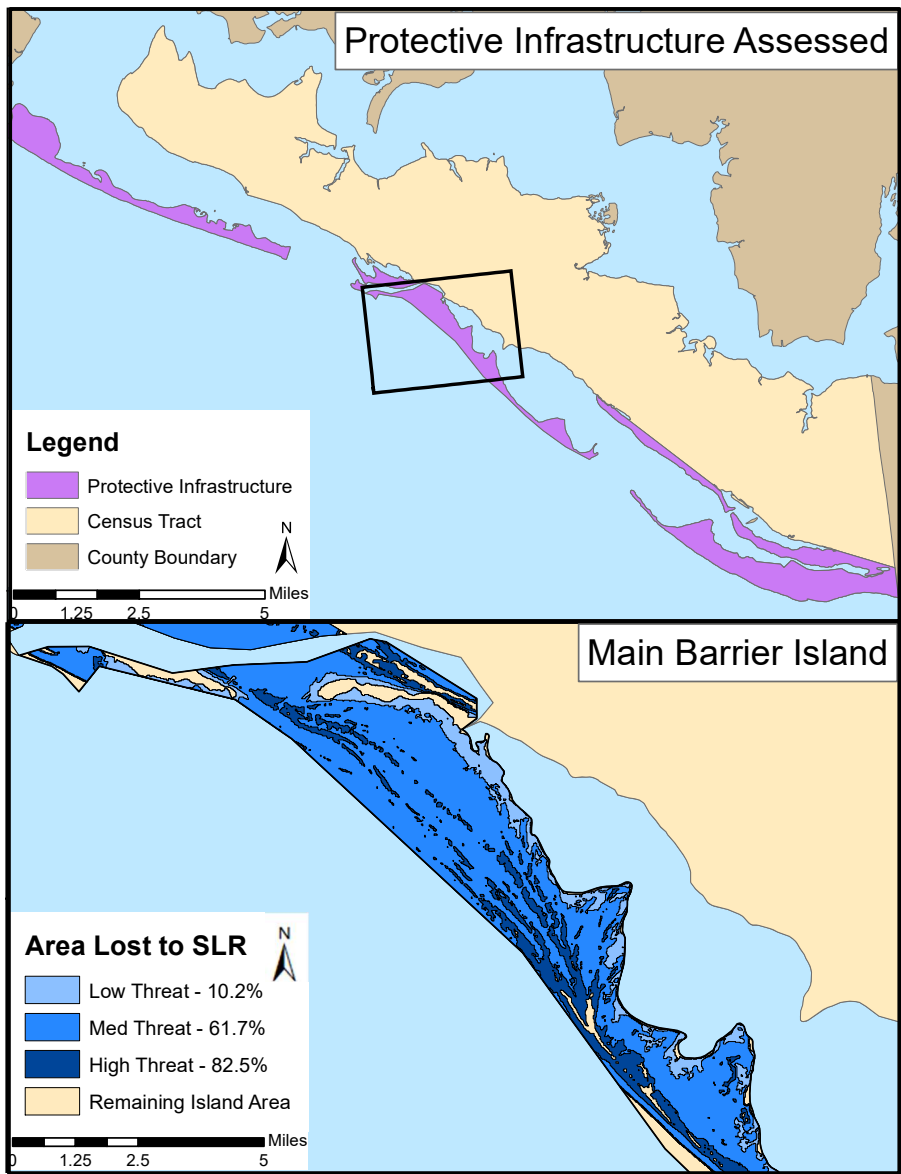 Protective Infrastructure Assessed
Legend
Protective Infrastructure
Census Tract
County Boundary
N
Miles
0 1.25 2.5 5
Main Barrier Island
Area Lost to SLR
N
Low Threat - 10.2%
Med Threat - 61.7%
High Threat - 82.5%
Remaining Island Area
Miles
0 1.25 2.5 5